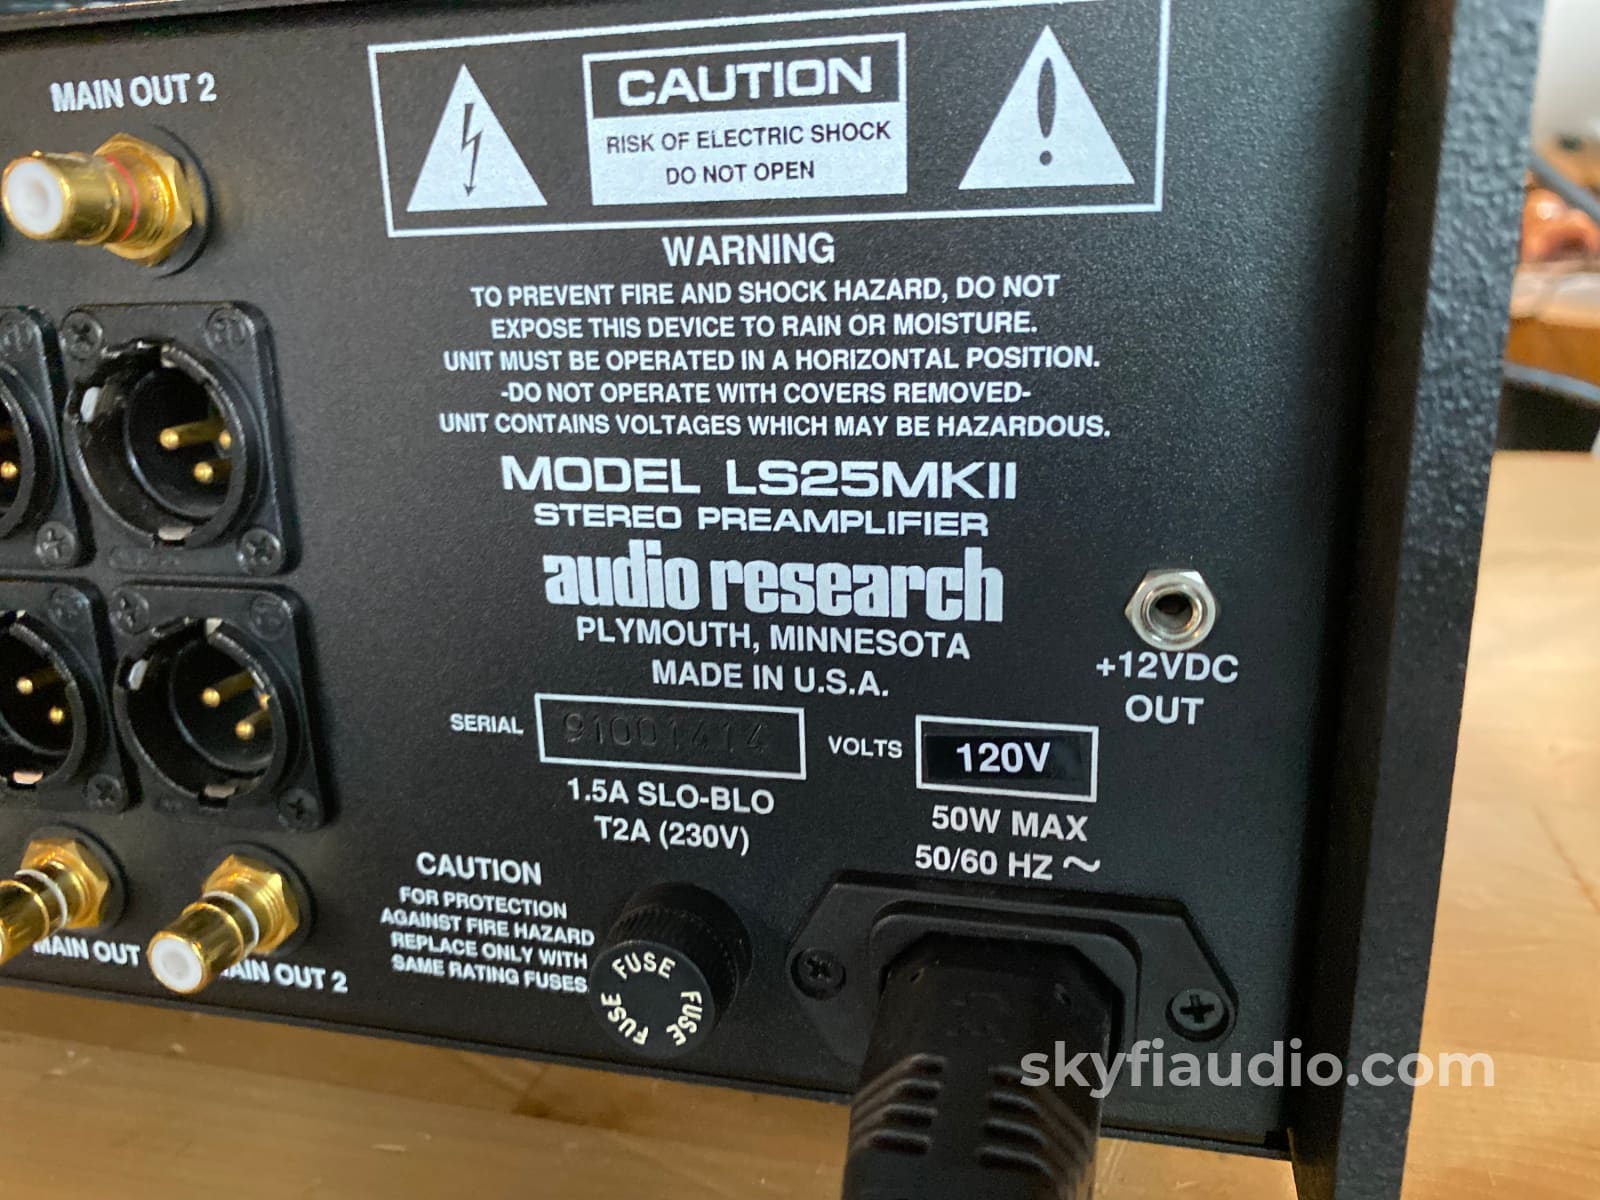 MAIN OUT 2
CAUTION
RISK OF ELECTRIC SHOCK
DO NOT OPEN
WARNING
TO PREVENT FIRE AND SHOCK HAZARD, DO NOT
EXPOSE THIS DEVICE TO RAIN OR MOISTURE.
UNIT MUST BE OPERATED IN A HORIZONTAL POSITION.
-DO NOT OPERATE WITH COVERS REMOVED-
UNIT CONTAINS VOLTAGES WHICH MAY BE HAZARDOUS.
MODEL LS25MKII
STEREO PREAMPLIFIER
audio research
PLYMOUTH, MINNESOTA
MADE IN U.S.A.
+12VDC
OUT
SERIAL 91001414
VOLTS 120V
1.5A SLO-BLO
T2A (230V)
50W MAX
50/60 HZ ~
CAUTION
FOR PROTECTION
AGAINST FIRE HAZARD
REPLACE ONLY WITH
SAME RATING FUSES
FUSE FUSE FUSE
MAIN OUT
MAIN OUT 2
skyfiaudio.com